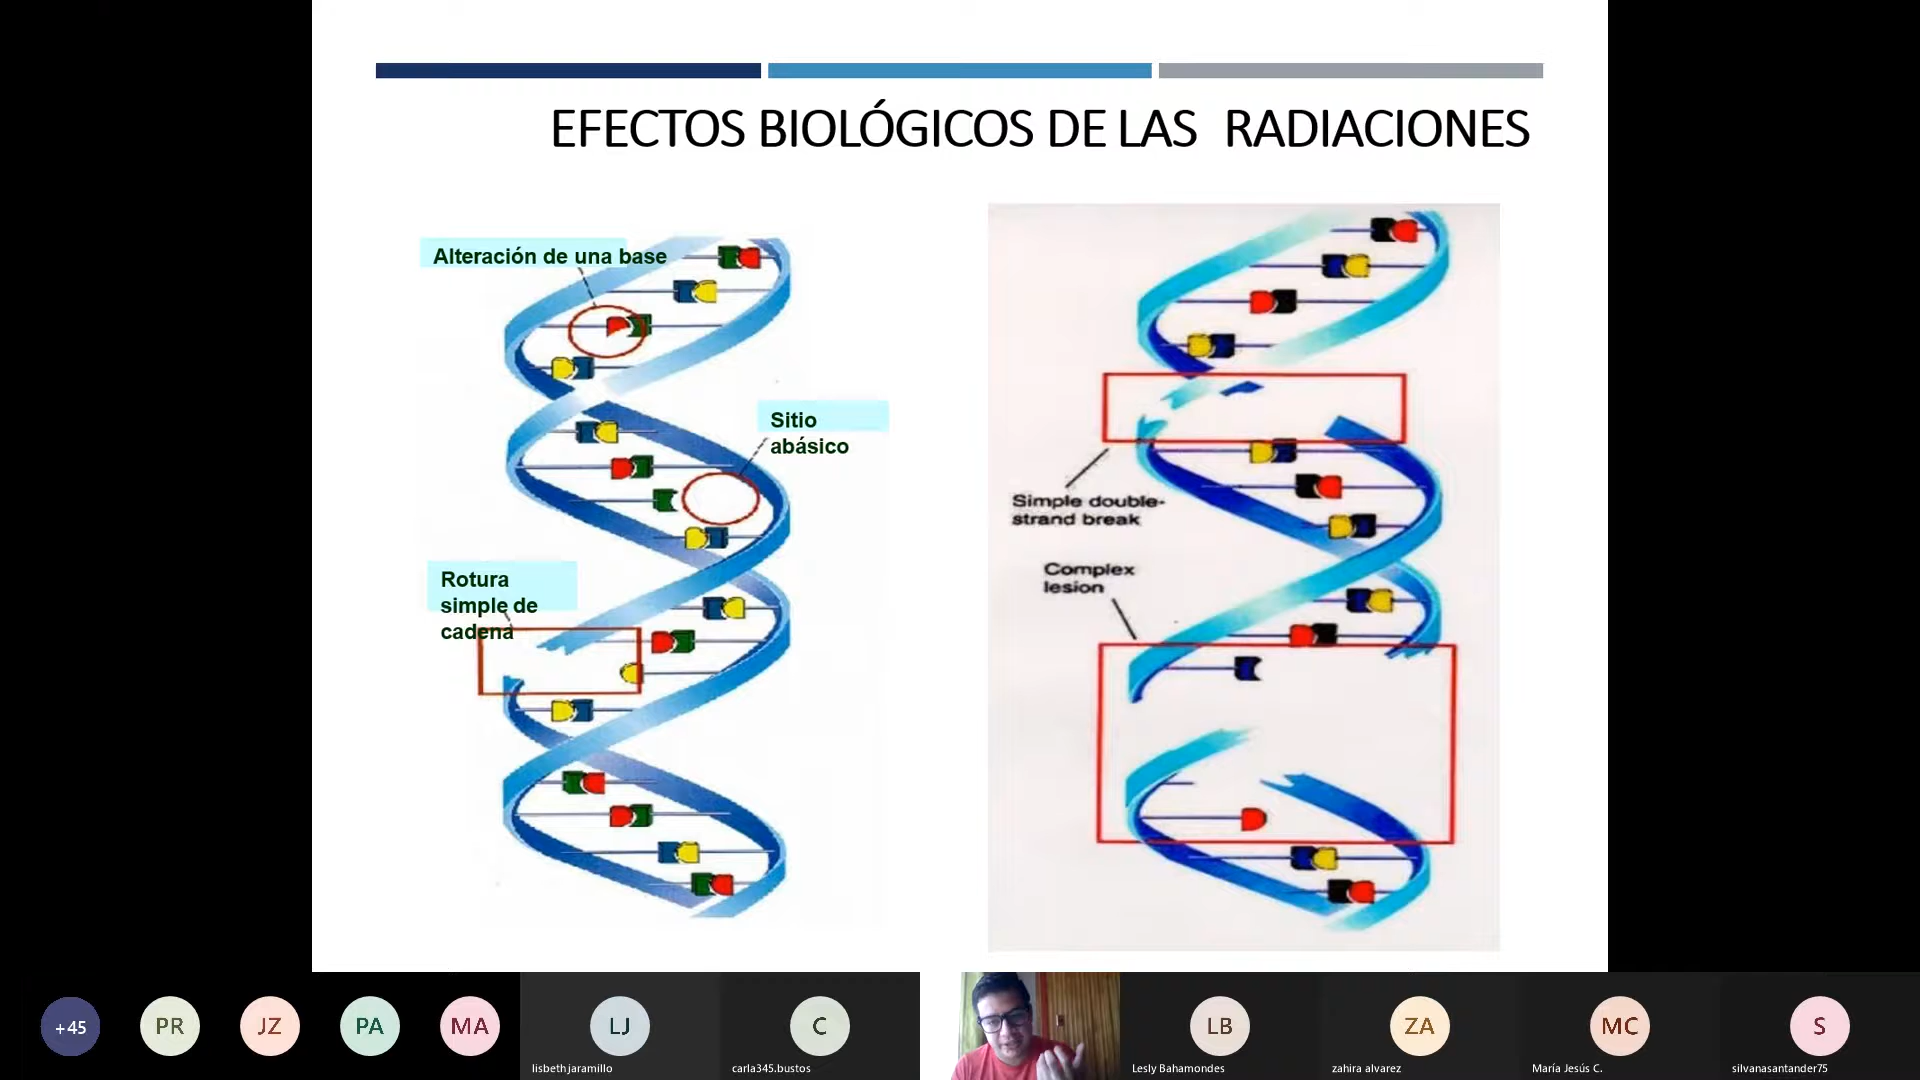 EFECTOS BIOLÓGICOS DE LAS RADIACIONES
Alteración de una base
Sitio
abásico
Rotura
simple de
cadena
Simple double-
strand break
Complex
lesion
+45
PR
JZ
PA
MA
LJ
lisbeth jaramillo
C
carla345.bustos
LB
Lesly Bahamondes
ZA
zahira alvarez
MC
María Jesús C.
S
silvanasantander75